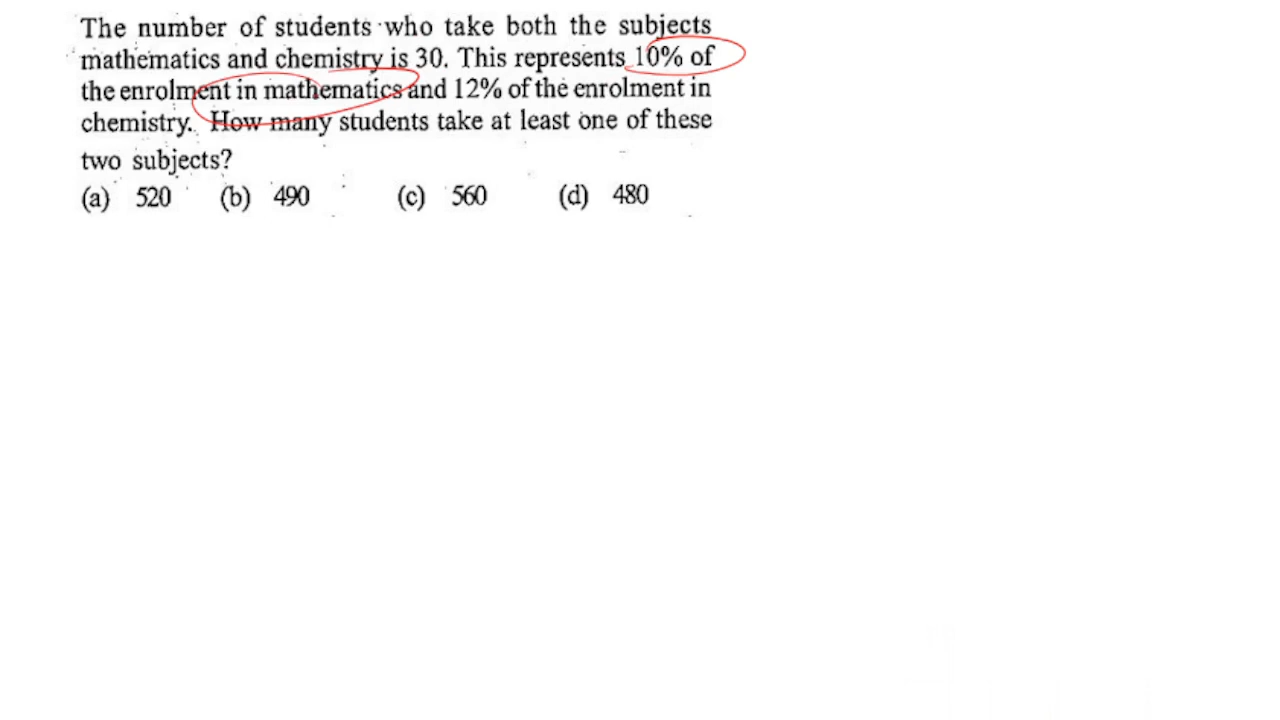 The number of students who take both the subjects
mathematics and chemistry is 30. This represents 10% of
the enrolment in mathematics and 12% of the enrolment in
chemistry. How many students take at least one of these
two subjects?
(a) 520 (b) 490 (c) 560 (d) 480